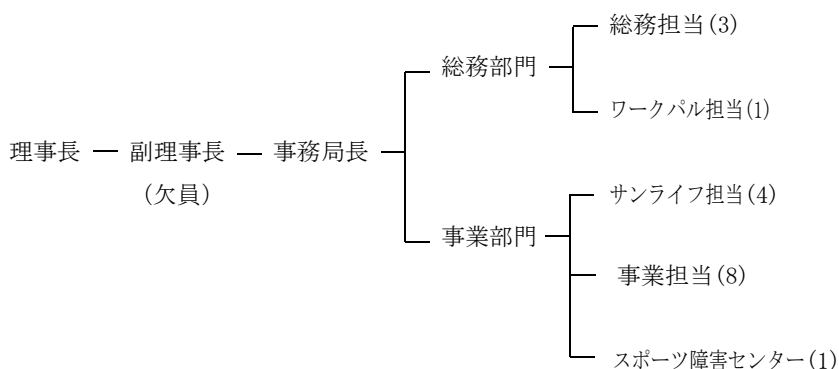 総務担当(3)
総務部門
ワークパル担当(1)
理事長
副理事長
事務局長
(欠員)
サンライフ担当(4)
事業部門
事業担当(8)
スポーツ障害センター(1)